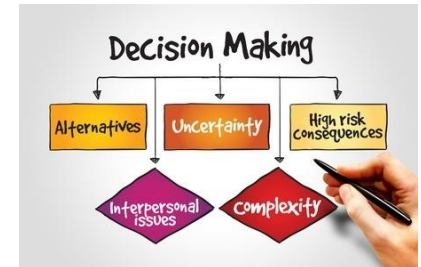 Decision Making
Alternatives
Uncertainty
High risk
consequences
Interpersonal
issues
complexity